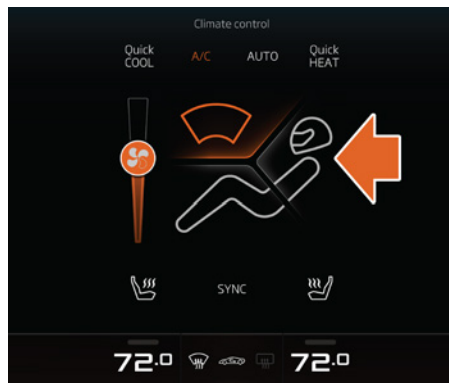 Climate control
Quick
COOL
A/C
AUTO
Quick
HEAT
SYNC
72.0
72.0